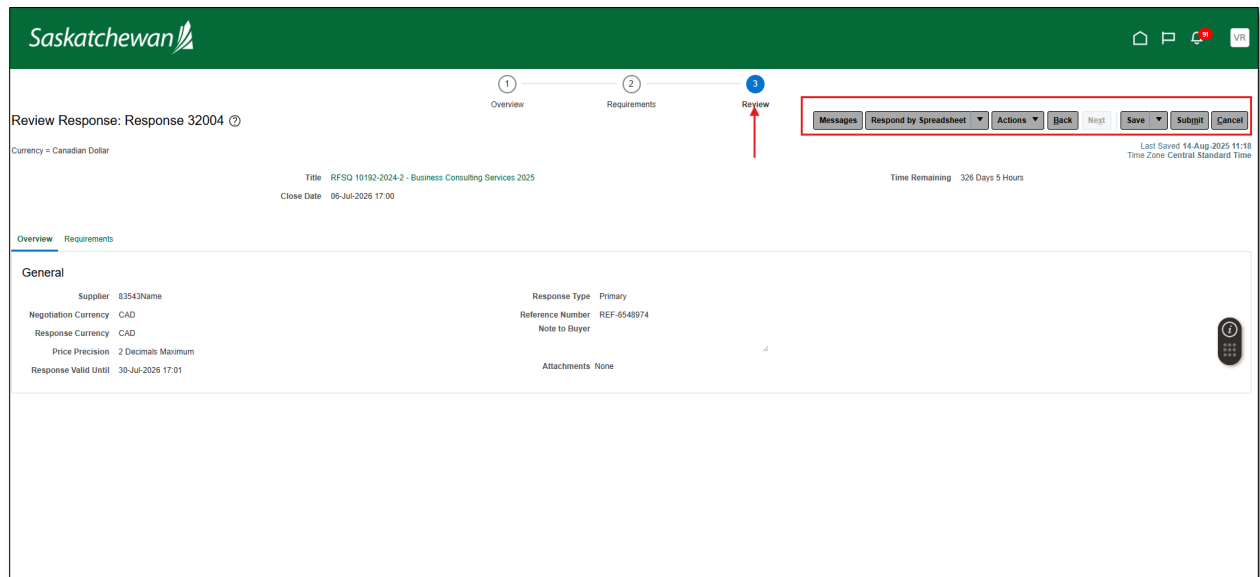 Saskatchewan
91
VR
1 2 3
Overview Requirements Review
Review Response: Response 32004
Messages Respond by Spreadsheet Actions Back Next Save Submit Cancel
Currency = Canadian Dollar
Last Saved 14-Aug-2025 11:18
Time Zone Central Standard Time
Title RFSQ 10192-2024-2 - Business Consulting Services 2025
Time Remaining 326 Days 5 Hours
Close Date 06-Jul-2026 17:00
Overview Requirements
General
Supplier 83543Name
Response Type Primary
Negotiation Currency CAD
Reference Number REF-6548974
Response Currency CAD
Note to Buyer
Price Precision 2 Decimals Maximum
Response Valid Until 30-Jul-2026 17:01
Attachments None